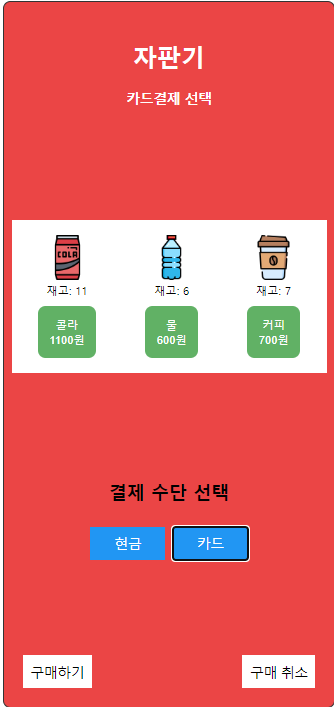 자판기
카드결제 선택
COLA
재고: 11
재고: 6
재고: 7
콜라
1100원
물
600원
커피
700원
결제 수단 선택
현금
카드
구매하기
구매 취소